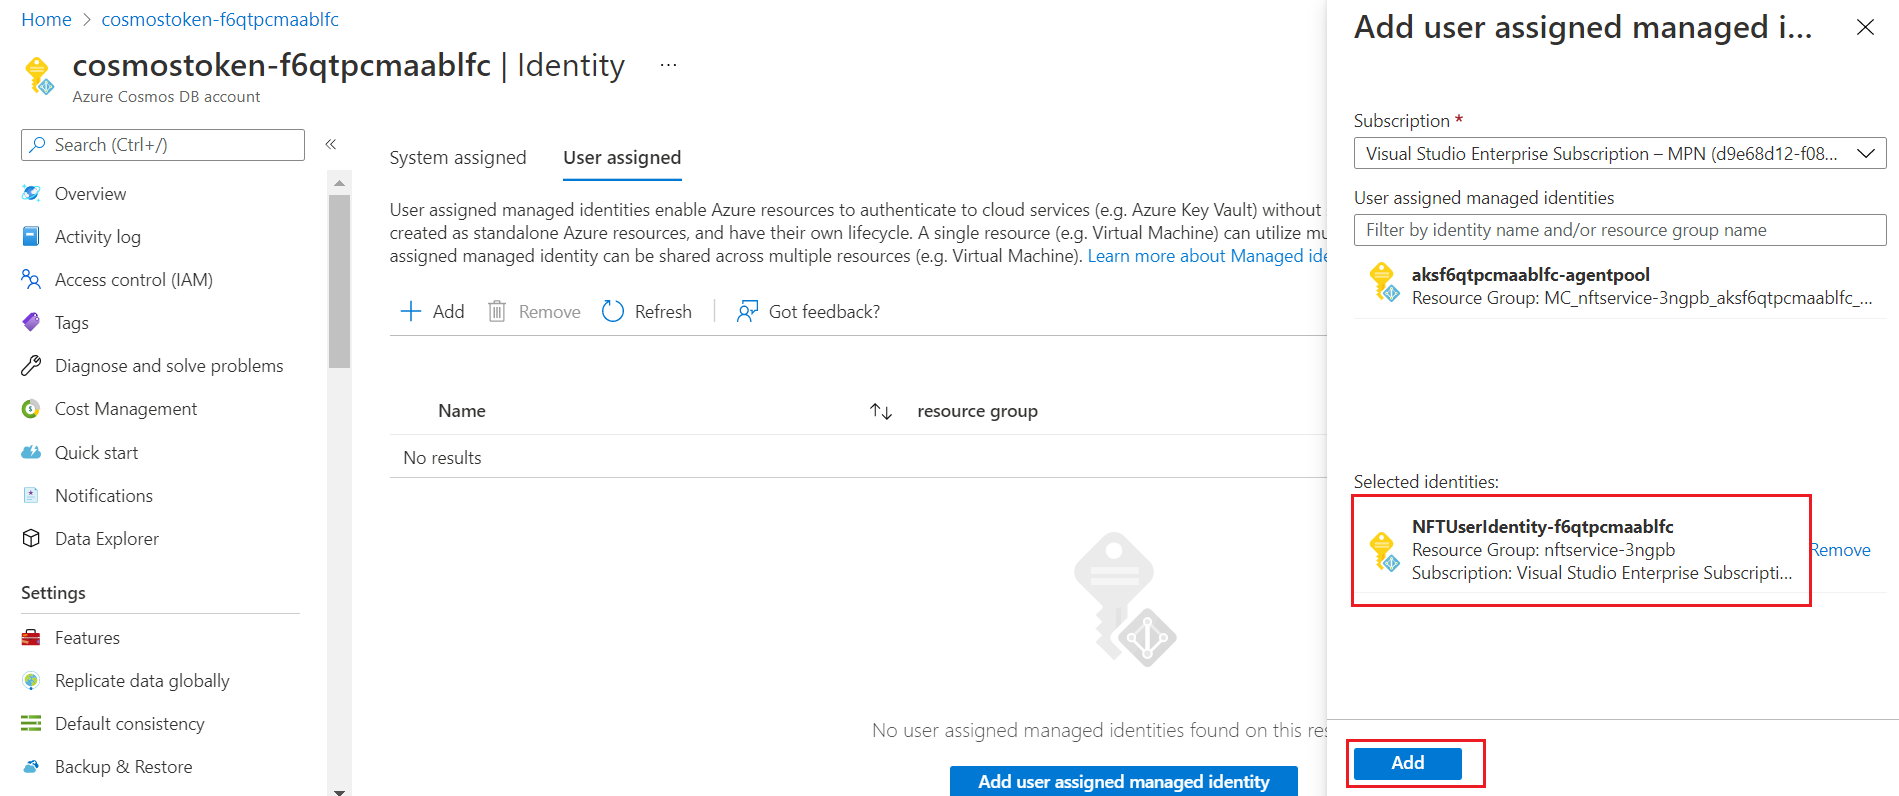 Home > cosmostoken-f6qtpcmaablfc
cosmostoken-f6qtpcmaablfc | Identity ...
Azure Cosmos DB account
Search (Ctrl+/)
«
Overview
Activity log
Access control (IAM)
Tags
Diagnose and solve problems
Cost Management
Quick start
Notifications
Data Explorer
Settings
Features
Replicate data globally
Default consistency
Backup & Restore
System assigned
User assigned
User assigned managed identities enable Azure resources to authenticate to cloud services (e.g. Azure Key Vault) without
created as standalone Azure resources, and have their own lifecycle. A single resource (e.g. Virtual Machine) can utilize mu
assigned managed identity can be shared across multiple resources (e.g. Virtual Machine). Learn more about Managed ide
Add
Remove
Refresh
Got feedback?
Name
resource group
No results
No user assigned managed identities found on this res
Add user assigned managed identity
Add user assigned managed i...
Subscription *
Visual Studio Enterprise Subscription – MPN (d9e68d12-f08...
User assigned managed identities
Filter by identity name and/or resource group name
aksf6qtpcmaablfc-agentpool
Resource Group: MC_nftservice-3ngpb_aksf6qtpcmaablfc_...
Selected identities:
NFTUserIdentity-f6qtpcmaablfc
Resource Group: nftservice-3ngpb
Subscription: Visual Studio Enterprise Subscripti...
Remove
Add